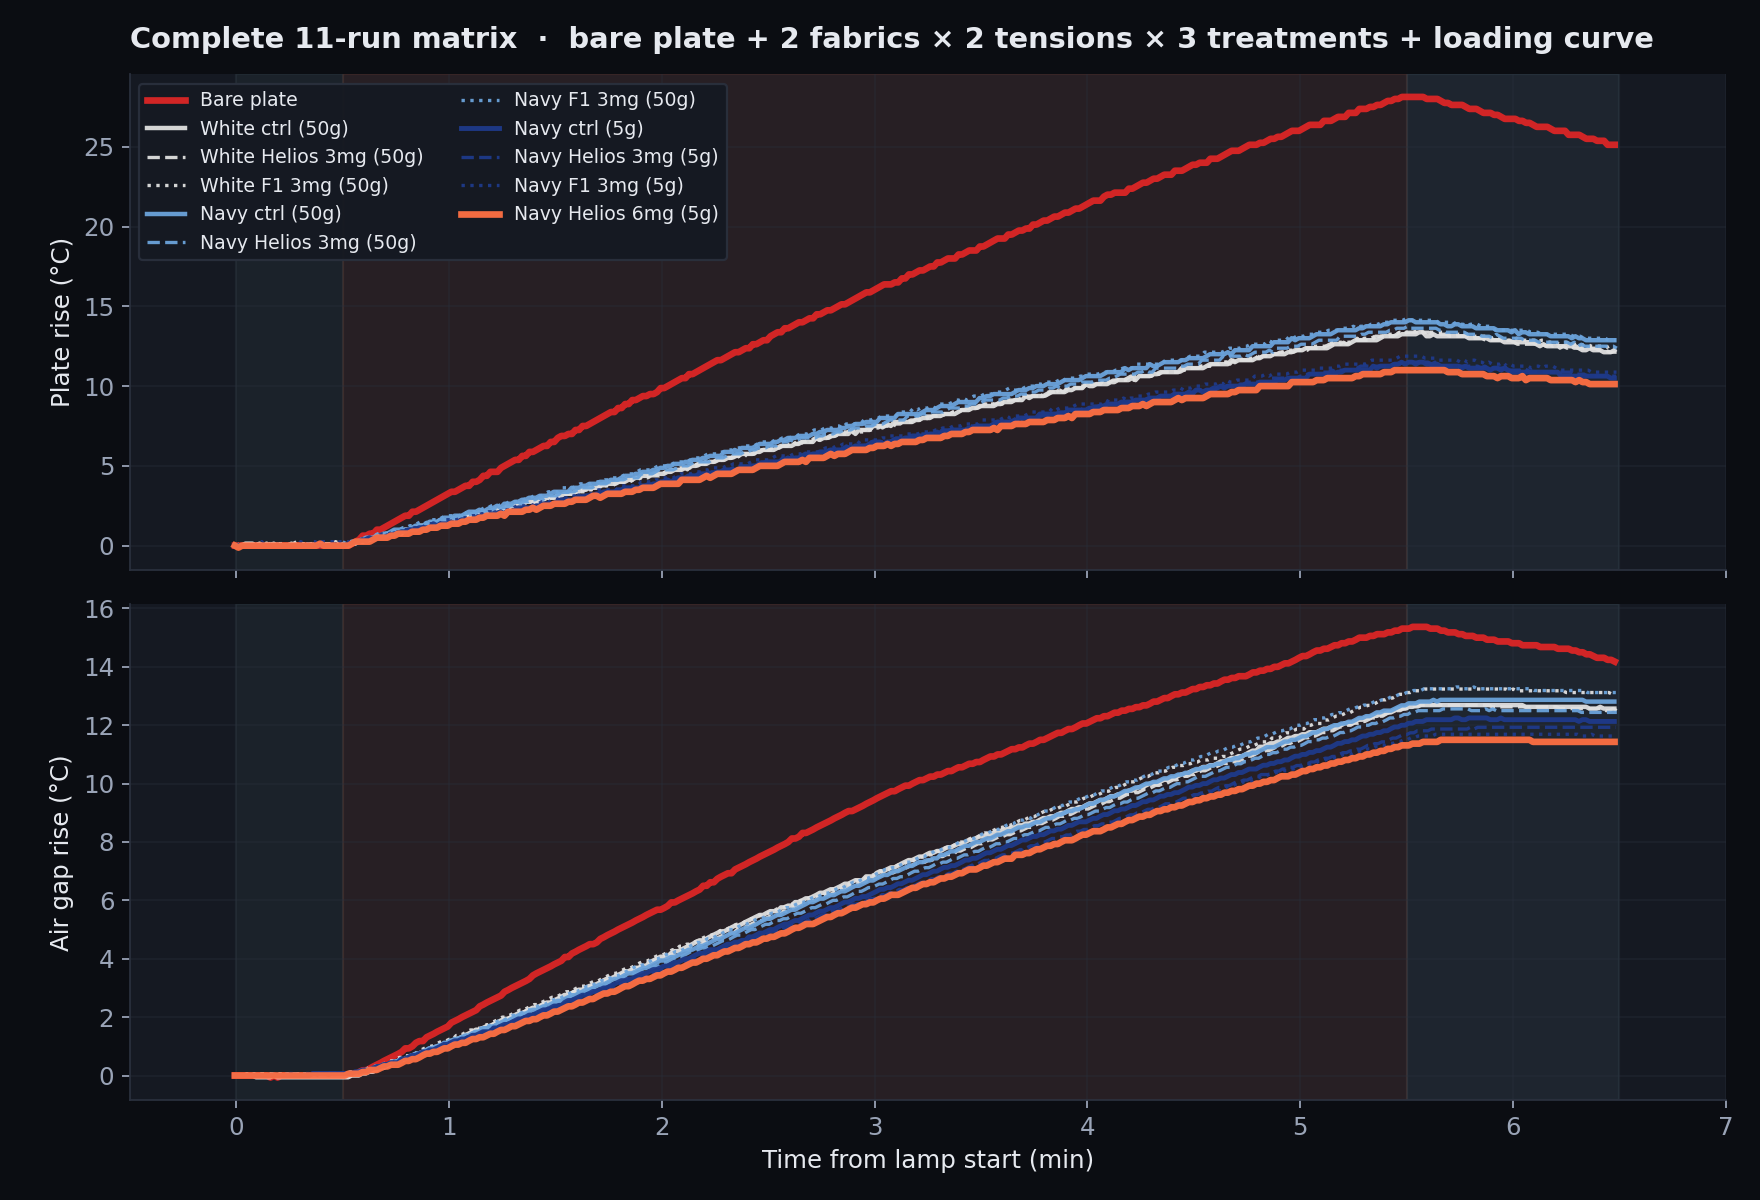 Complete 11-run matrix · bare plate + 2 fabrics × 2 tensions × 3 treatments + loading curve
Bare plate
White ctrl (50g)
White Helios 3mg (50g)
White F1 3mg (50g)
Navy ctrl (50g)
Navy Helios 3mg (50g)
Navy F1 3mg (50g)
Navy ctrl (5g)
Navy Helios 3mg (5g)
Navy F1 3mg (5g)
Navy Helios 6mg (5g)
Plate rise (°C)
25
20
15
10
5
0
Air gap rise (°C)
16
14
12
10
8
6
4
2
0
0 1 2 3 4 5 6 7
Time from lamp start (min)